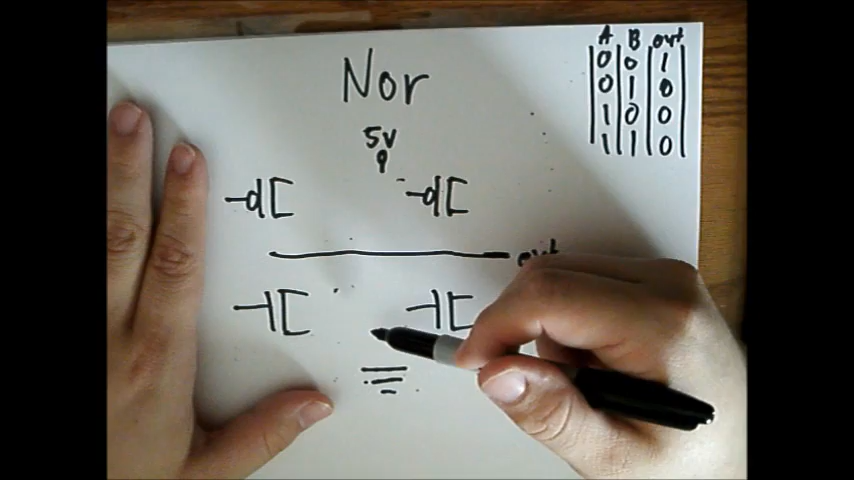 Nor
5V
out
A B out
0 0 1
0 1 0
1 0 0
1 1 0